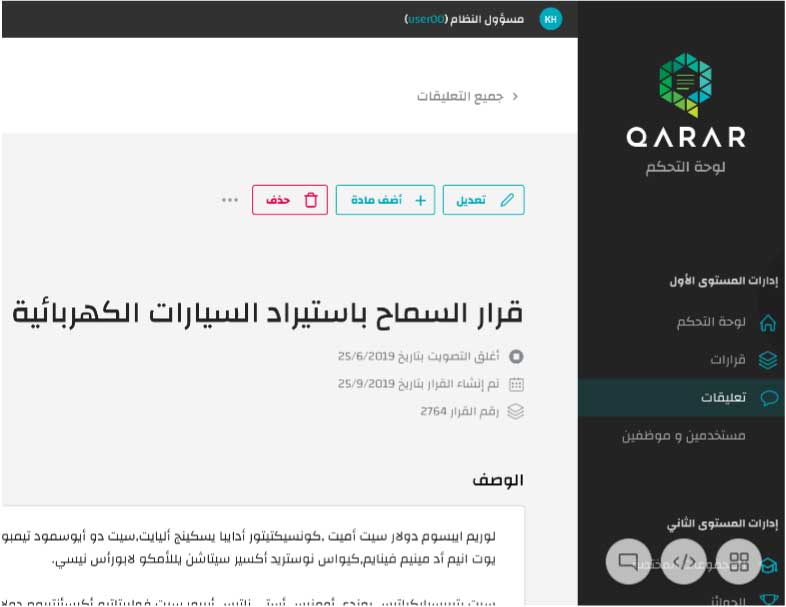 KH مسؤول النظام (user00)
QARAR
لوحة التحكم
إدارات المستوى الأول
لوحة التحكم
قرارات
تعليقات
مستخدمين و موظفين
إدارات المستوى الثاني
الجوائز
جميع التعليقات
تعديل
أضف مادة
حذف
قرار السماح باستيراد السيارات الكهربائية
أغلق التصويت بتاريخ 25/6/2019
تم إنشاء القرار بتاريخ 25/9/2019
رقم القرار 2764
الوصف
لوريم ايبسوم دولار سيت أميت ,كونسيكتيتور أدايبا يسكينج أليايت,سيت دو أيوسمود تيمبو
يوت انيم أد مينيم فينايم,كيواس نوستريد أكسير سيتاشن يللأمكو لابورأس نيسي.